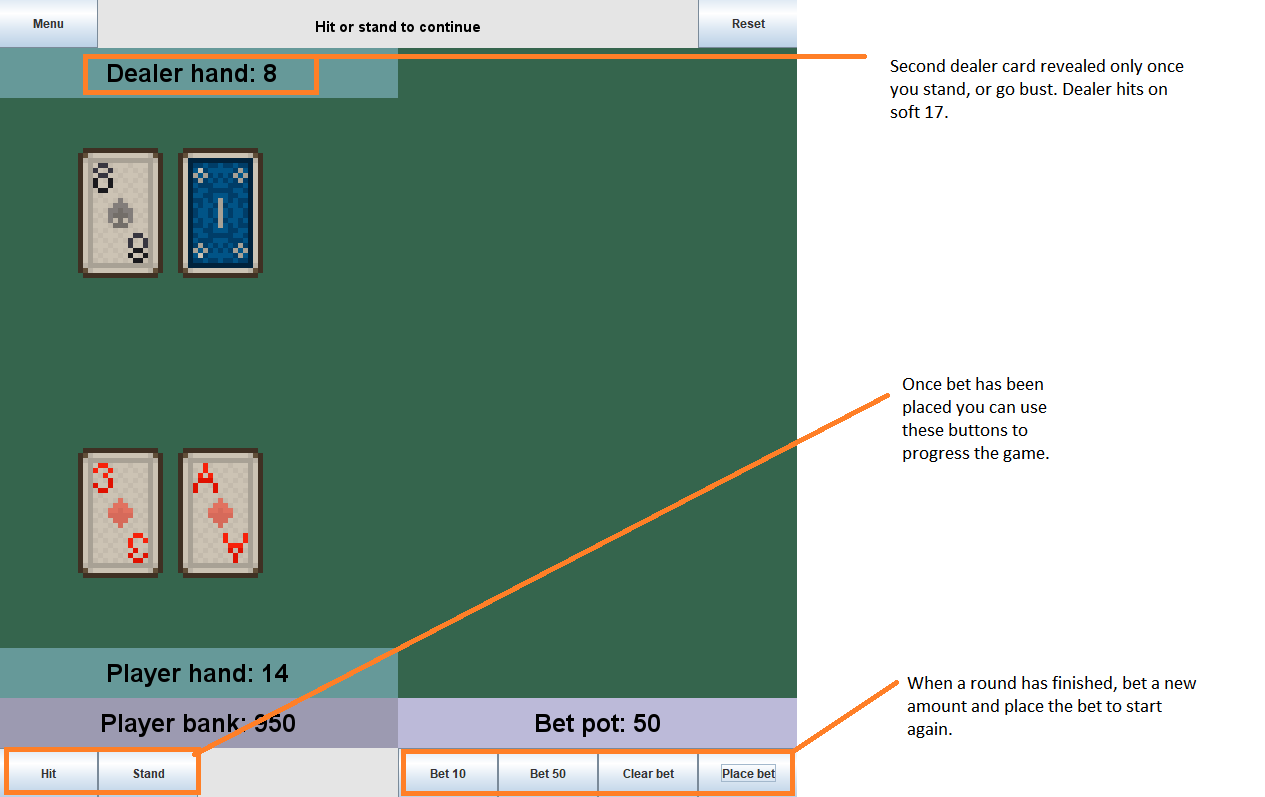 Menu
Hit or stand to continue
Reset
Dealer hand: 8
Second dealer card revealed only once
you stand, or go bust. Dealer hits on
soft 17.
8
8
Once bet has been
placed you can use
these buttons to
progress the game.
3 A
3 A
Player hand: 14
When a round has finished, bet a new
amount and place the bet to start
again.
Player bank: 950
Bet pot: 50
Hit
Stand
Bet 10
Bet 50
Clear bet
Place bet